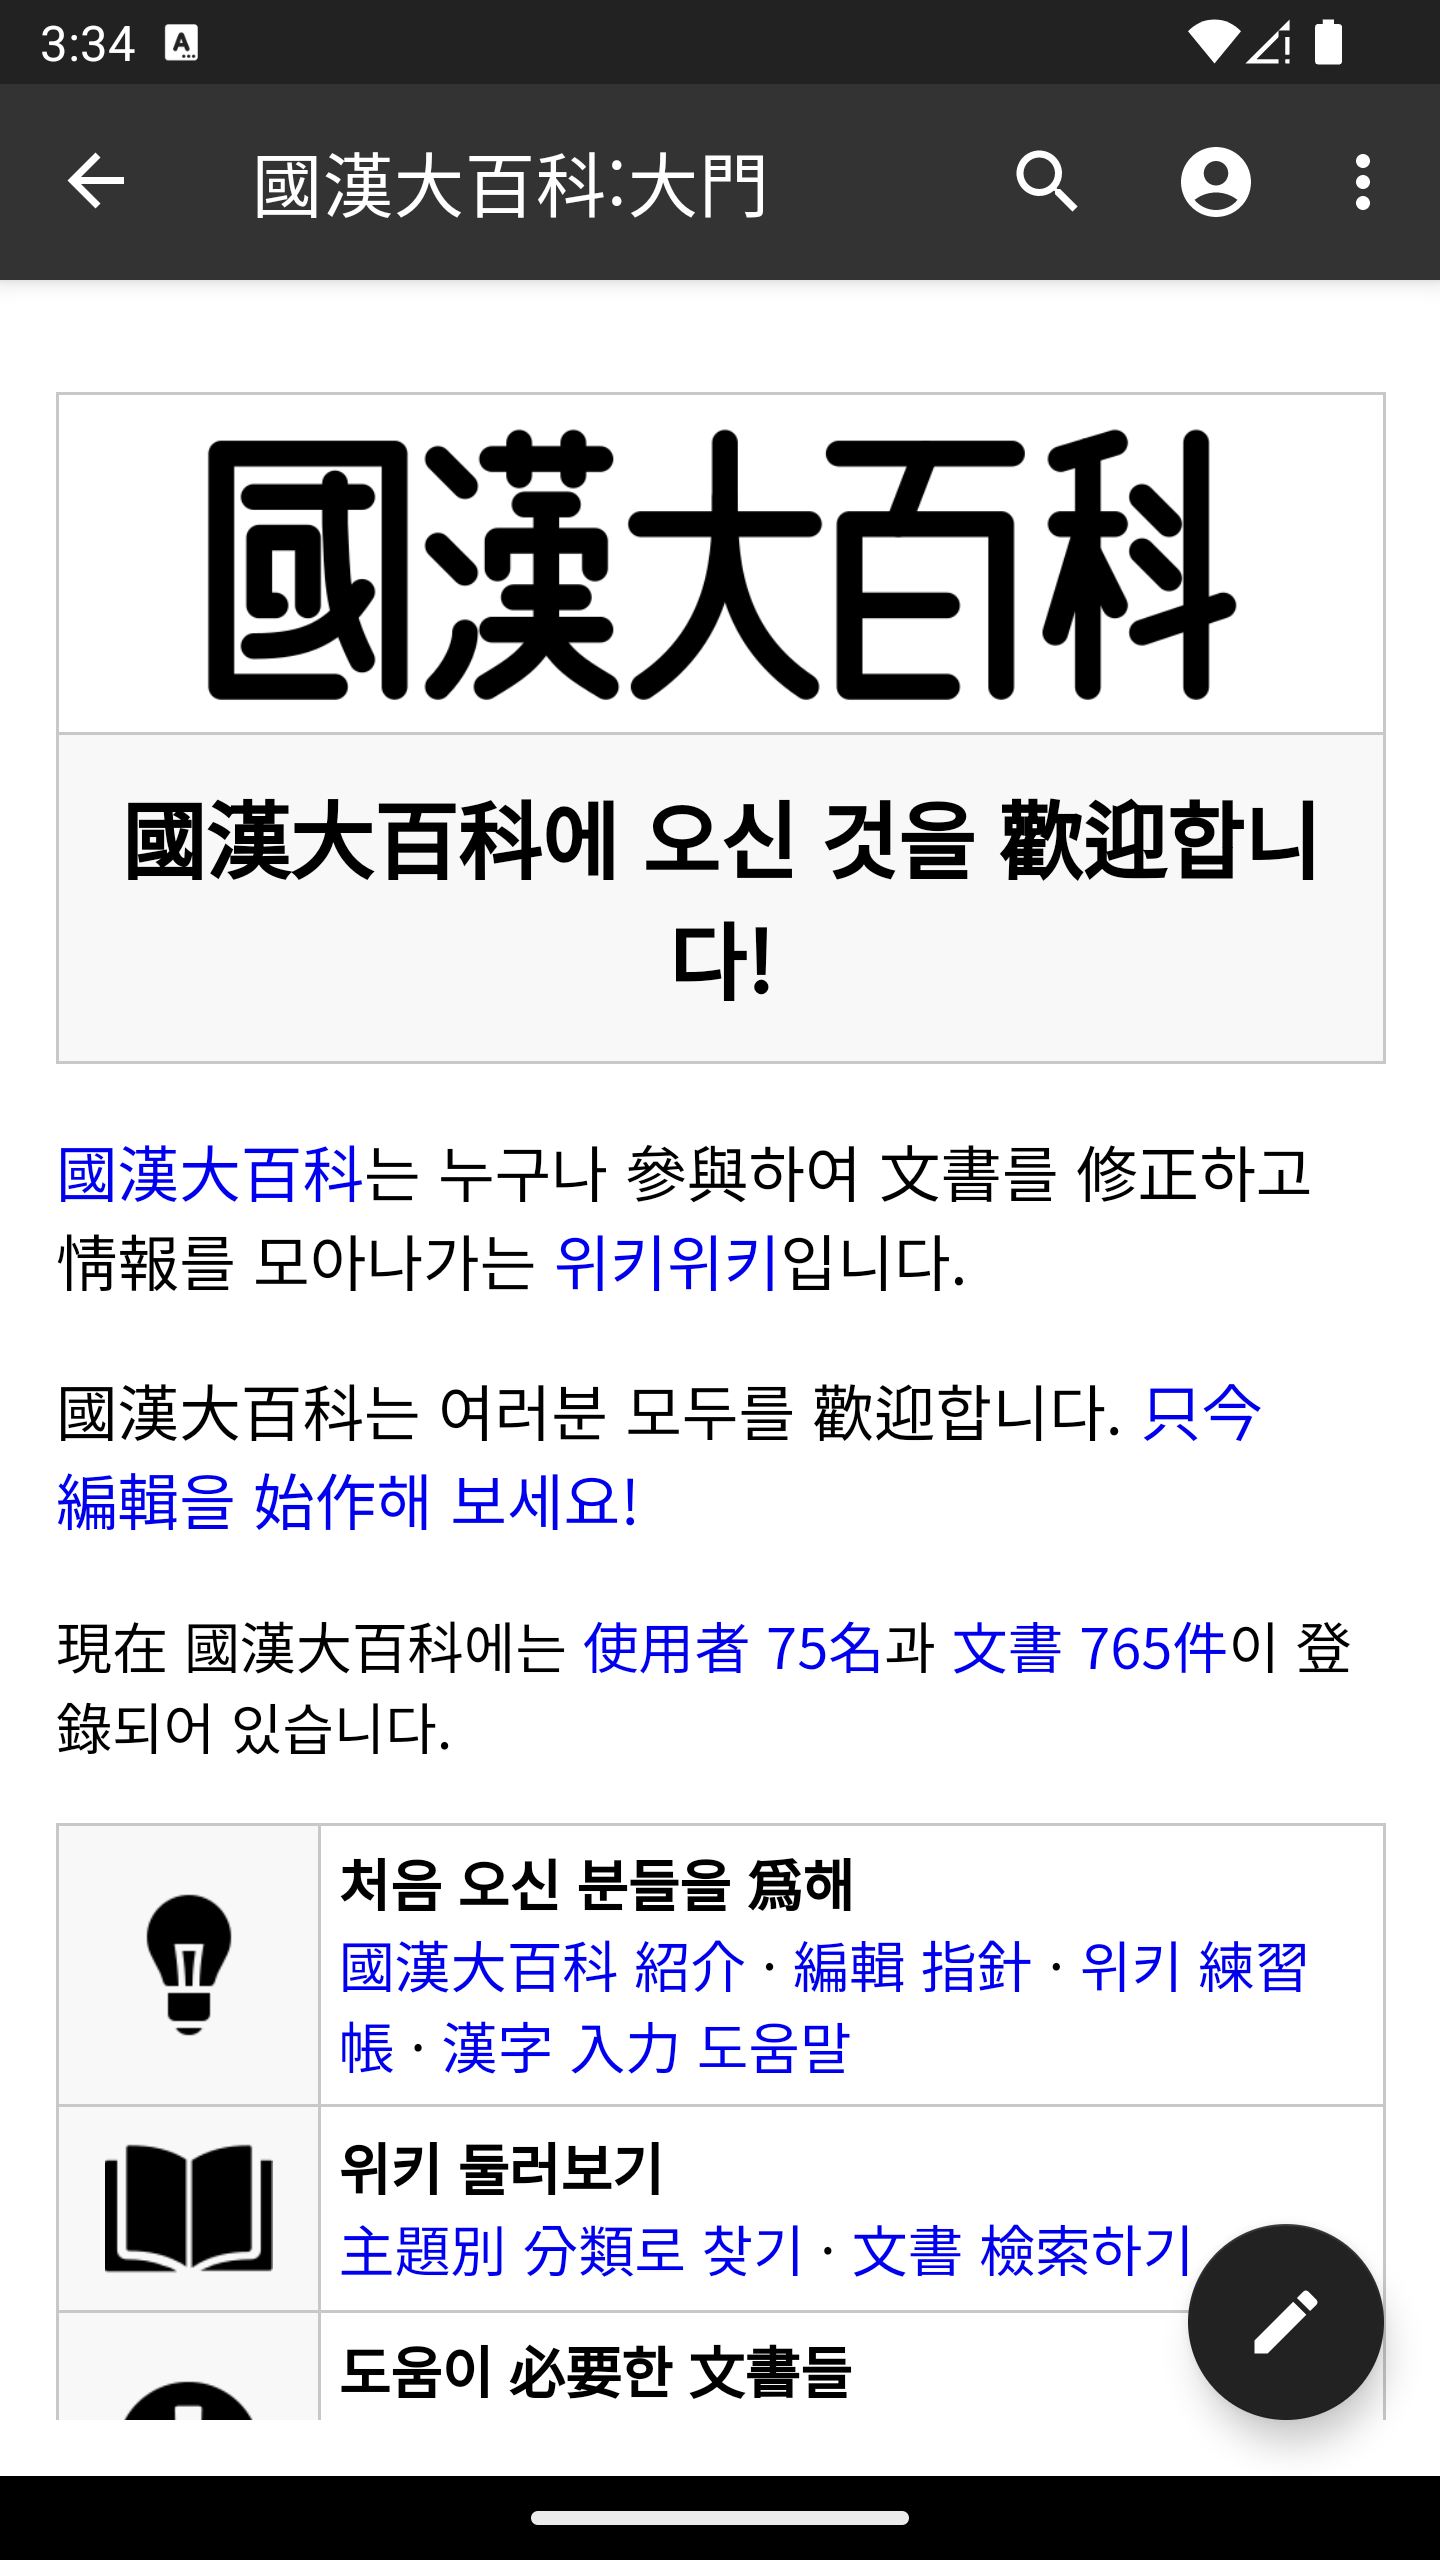 3:34
國漢大百科:大門
國漢大百科
國漢大百科에 오신 것을 歡迎합니
다!
國漢大百科는 누구나 參與하여 文書를 修正하고
情報를 모아나가는 위키위키입니다.
國漢大百科는 여러분 모두를 歡迎합니다. 只今
編輯을 始作해 보세요!
現在 國漢大百科에는 使用者 75名과 文書 765件이 登
錄되어 있습니다.
처음 오신 분들을 爲해
國漢大百科 紹介 · 編輯 指針 · 위키 練習
帳 · 漢字 入力 도움말
위키 둘러보기
主題別 分類로 찾기 · 文書 檢索하기
도움이 必要한 文書들